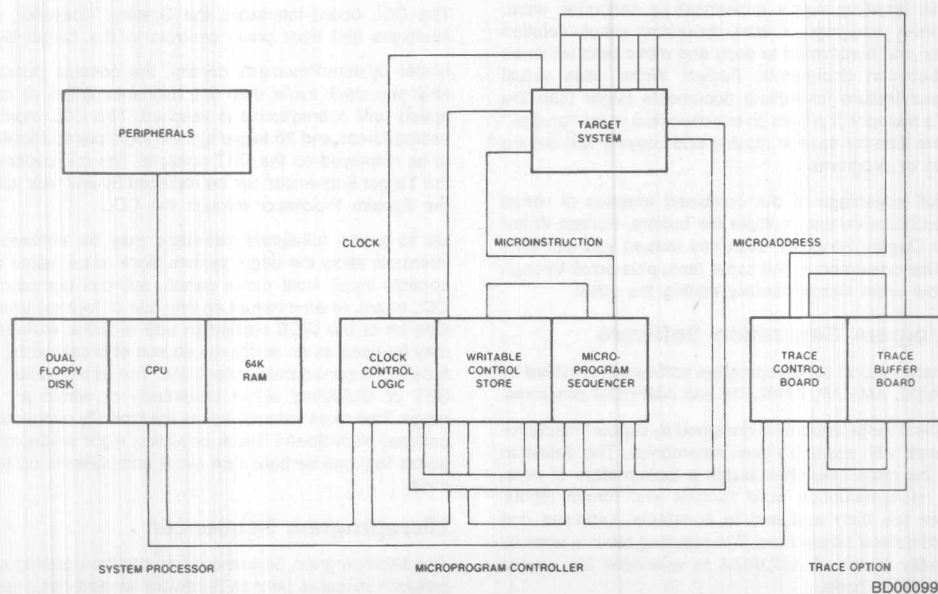 PERIPHERALS
TARGET
SYSTEM
CLOCK
MICROINSTRUCTION
MICROADDRESS
DUAL
FLOPPY
DISK
CPU
64K
RAM
CLOCK
CONTROL
LOGIC
WRITABLE
CONTROL
STORE
MICRO-
PROGRAM
SEQUENCER
TRACE
CONTROL
BOARD
TRACE
BUFFER
BOARD
SYSTEM PROCESSOR
MICROPROGRAM CONTROLLER
TRACE OPTION
BD00099